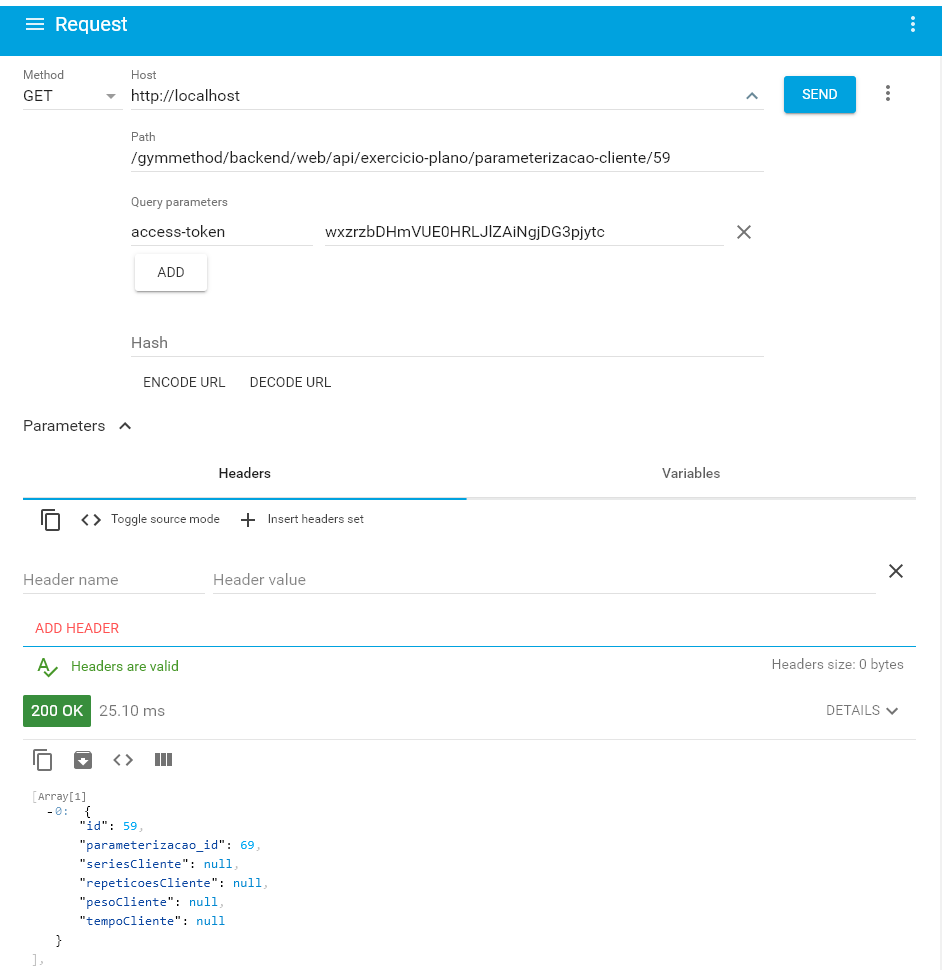 Request
Method
GET
Host
http://localhost
SEND
Path
/gymmethod/backend/web/api/exercicio-plano/parameterizacao-cliente/59
Query parameters
access-token wxzrzbDHmVUE0HRLJlZAiNgjDG3pjytc
ADD
Hash
ENCODE URL DECODE URL
Parameters
Headers Variables
Toggle source mode Insert headers set
Header name Header value
ADD HEADER
Headers are valid Headers size: 0 bytes
200 OK 25.10 ms DETAILS
[Array[1]
-0: {
"id": 59,
"parameterizacao_id": 69,
"seriesCliente": null,
"repeticoesCliente": null,
"pesoCliente": null,
"tempoCliente": null
}
],